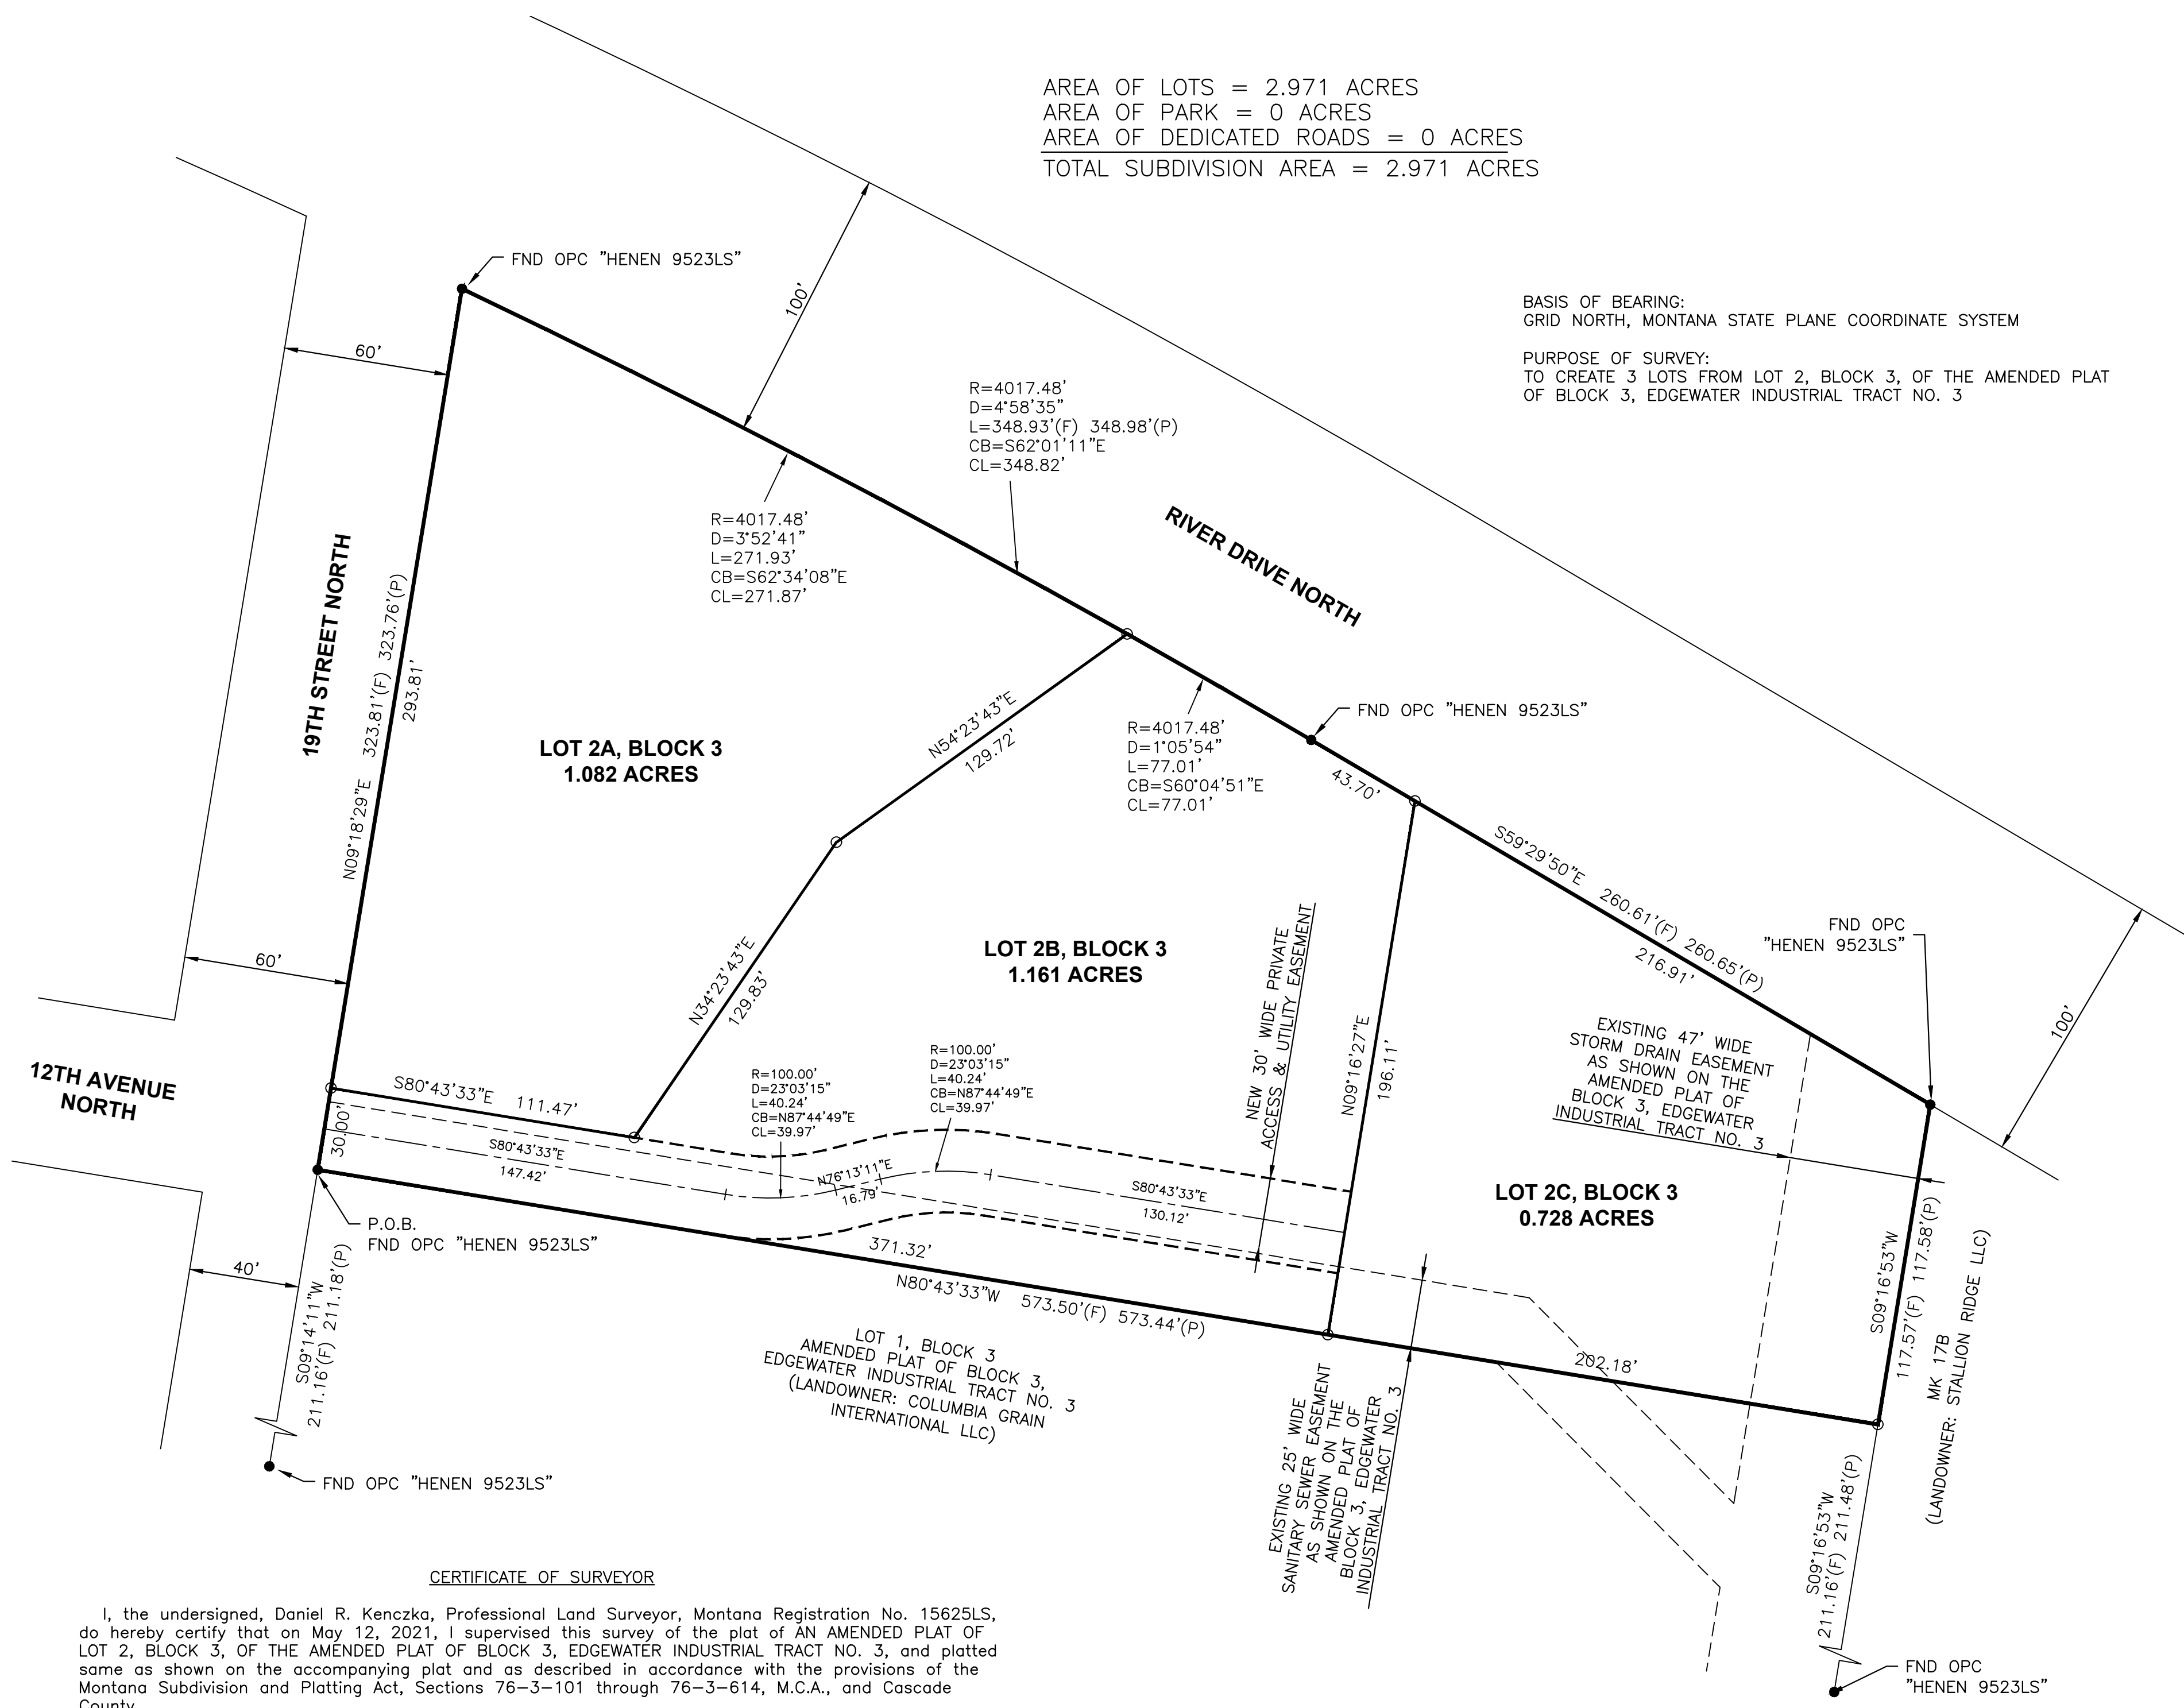 AREA OF LOTS = 2.971 ACRES
AREA OF PARK = 0 ACRES
AREA OF DEDICATED ROADS = 0 ACRES
TOTAL SUBDIVISION AREA = 2.971 ACRES
FND OPC "HENEN 9523LS"
100'
BASIS OF BEARING:
GRID NORTH, MONTANA STATE PLANE COORDINATE SYSTEM
PURPOSE OF SURVEY:
TO CREATE 3 LOTS FROM LOT 2, BLOCK 3, OF THE AMENDED PLAT
OF BLOCK 3, EDGEWATER INDUSTRIAL TRACT NO. 3
60'
R=4017.48'
D=4°58'35"
L=348.93'(F) 348.98'(P)
CB=S62°01'11"E
CL=348.82'
R=4017.48'
D=3°52'41"
L=271.93'
CB=S62°34'08"E
CL=271.87'
RIVER DRIVE NORTH
19TH STREET NORTH
N09°18'29"E 323.81'(F) 323.76'(P)
293.81'
LOT 2A, BLOCK 3
1.082 ACRES
N54°23'43"E
129.72'
R=4017.48'
D=1°05'54"
L=77.01'
CB=S60°04'51"E
CL=77.01'
FND OPC "HENEN 9523LS"
43.70'
S59°29'50"E 260.61'(F) 260.65'(P)
216.91'
FND OPC
"HENEN 9523LS"
100'
60'
N34°23'43"E
129.83'
LOT 2B, BLOCK 3
1.161 ACRES
NEW 30' WIDE PRIVATE
ACCESS & UTILITY EASEMENT
N09°16'27"E
196.11'
EXISTING 47' WIDE
STORM DRAIN EASEMENT
AS SHOWN ON THE
AMENDED PLAT OF
BLOCK 3, EDGEWATER
INDUSTRIAL TRACT NO. 3
12TH AVENUE
NORTH
S80°43'33"E 111.47'
30.00'
R=100.00'
D=23°03'15"
L=40.24'
CB=N87°44'49"E
CL=39.97'
R=100.00'
D=23°03'15"
L=40.24'
CB=N87°44'49"E
CL=39.97'
S80°43'33"E
147.42'
N76°13'11"E
16.79'
S80°43'33"E
130.12'
LOT 2C, BLOCK 3
0.728 ACRES
P.O.B.
FND OPC "HENEN 9523LS"
40'
S09°14'11"W
211.16'(F) 211.18'(P)
371.32'
N80°43'33"W 573.50'(F) 573.44'(P)
202.18'
S09°16'53"W
117.57'(F) 117.58'(P)
MK 17B
(LANDOWNER: STALLION RIDGE LLC)
LOT 1, BLOCK 3
AMENDED PLAT OF BLOCK 3,
EDGEWATER INDUSTRIAL TRACT NO. 3
(LANDOWNER: COLUMBIA GRAIN
INTERNATIONAL LLC)
EXISTING 25' WIDE
SANITARY SEWER EASEMENT
AS SHOWN ON THE
AMENDED PLAT OF
BLOCK 3, EDGEWATER
INDUSTRIAL TRACT NO. 3
FND OPC "HENEN 9523LS"
S09°16'53"W
211.16'(F) 211.48'(P)
FND OPC
"HENEN 9523LS"
CERTIFICATE OF SURVEYOR
I, the undersigned, Daniel R. Kenczka, Professional Land Surveyor, Montana Registration No. 15625LS,
do hereby certify that on May 12, 2021, I supervised this survey of the plat of AN AMENDED PLAT OF
LOT 2, BLOCK 3, OF THE AMENDED PLAT OF BLOCK 3, EDGEWATER INDUSTRIAL TRACT NO. 3, and platted
same as shown on the accompanying plat and as described in accordance with the provisions of the
Montana Subdivision and Platting Act, Sections 76-3-101 through 76-3-614, M.C.A., and Cascade
County